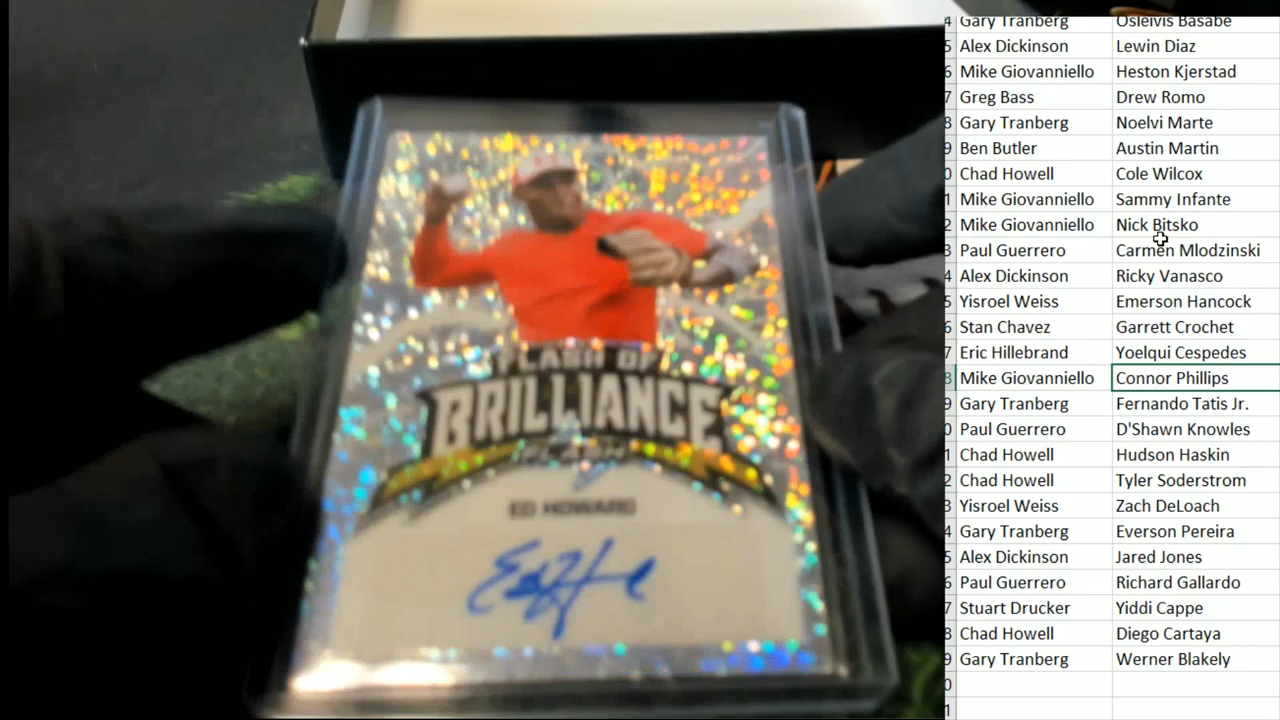 FLASH OF
BRILLIANCE
FLASH
ED HOWARD
4 Gary Tranberg Osleivis Basabe
5 Alex Dickinson Lewin Diaz
6 Mike Giovanniello Heston Kjerstad
7 Greg Bass Drew Romo
8 Gary Tranberg Noelvi Marte
9 Ben Butler Austin Martin
0 Chad Howell Cole Wilcox
1 Mike Giovanniello Sammy Infante
2 Mike Giovanniello Nick Bitsko
3 Paul Guerrero Carmen Mlodzinski
4 Alex Dickinson Ricky Vanasco
5 Yisroel Weiss Emerson Hancock
6 Stan Chavez Garrett Crochet
7 Eric Hillebrand Yoelqui Cespedes
8 Mike Giovanniello Connor Phillips
9 Gary Tranberg Fernando Tatis Jr.
0 Paul Guerrero D'Shawn Knowles
1 Chad Howell Hudson Haskin
2 Chad Howell Tyler Soderstrom
3 Yisroel Weiss Zach DeLoach
4 Gary Tranberg Everson Pereira
5 Alex Dickinson Jared Jones
6 Paul Guerrero Richard Gallardo
7 Stuart Drucker Yiddi Cappe
8 Chad Howell Diego Cartaya
9 Gary Tranberg Werner Blakely
0
1